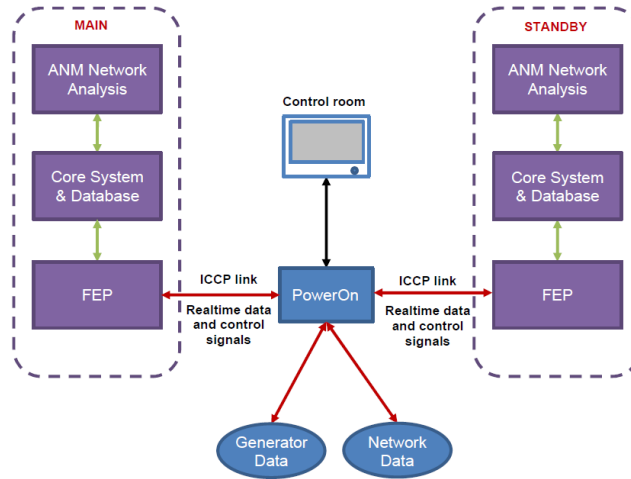 MAIN
ANM Network
Analysis
Core System
& Database
FEP
Control room
ICCP link
Realtime data
and control
signals
PowerOn
ICCP link
Realtime data
and control
signals
Generator
Data
Network
Data
STANDBY
ANM Network
Analysis
Core System
& Database
FEP